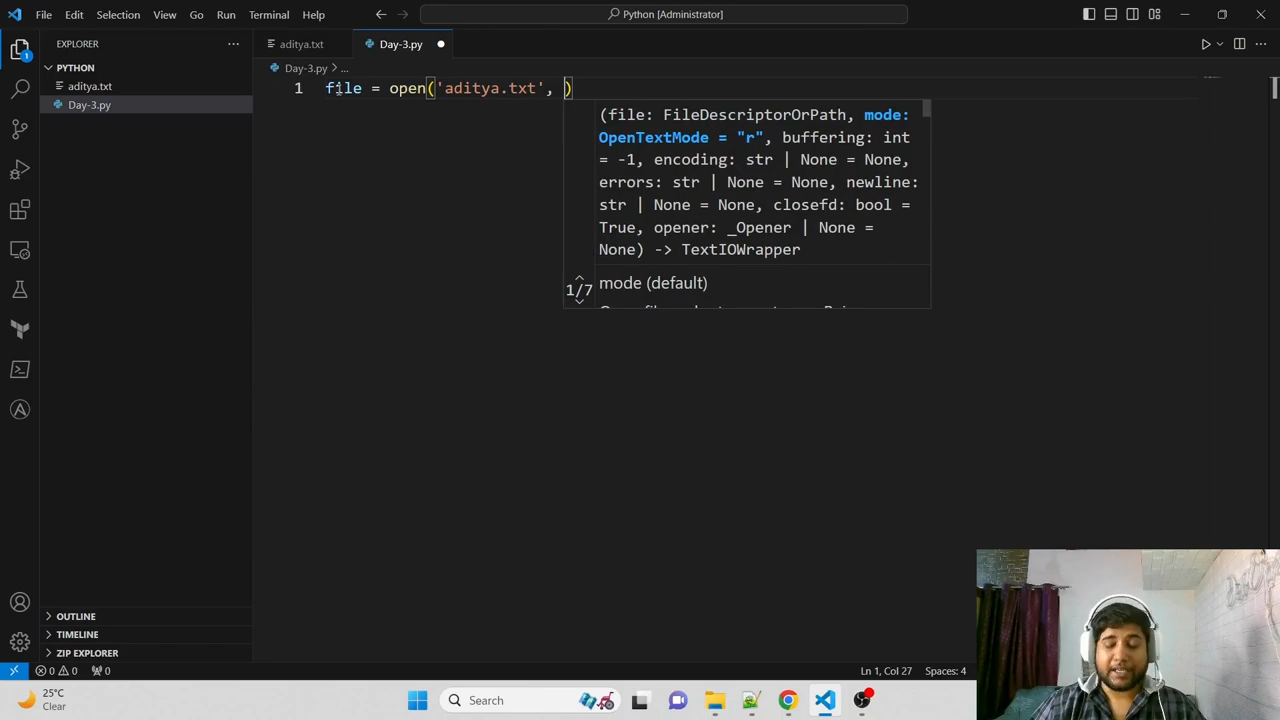 File Edit Selection View Go Run Terminal Help
Python [Administrator]
EXPLORER
aditya.txt
Day-3.py
PYTHON
aditya.txt
Day-3.py
1
Day-3.py > ...
1 file = open('aditya.txt', )
(file: FileDescriptorOrPath, mode:
OpenTextMode = "r", buffering: int
= -1, encoding: str | None = None,
errors: str | None = None, newline:
str | None = None, closefd: bool =
True, opener: _Opener | None =
None) -> TextIOWrapper
1/7
mode (default)
OUTLINE
TIMELINE
ZIP EXPLORER
0 0 0
Ln 1, Col 27 Spaces: 4
25°C
Clear
Search